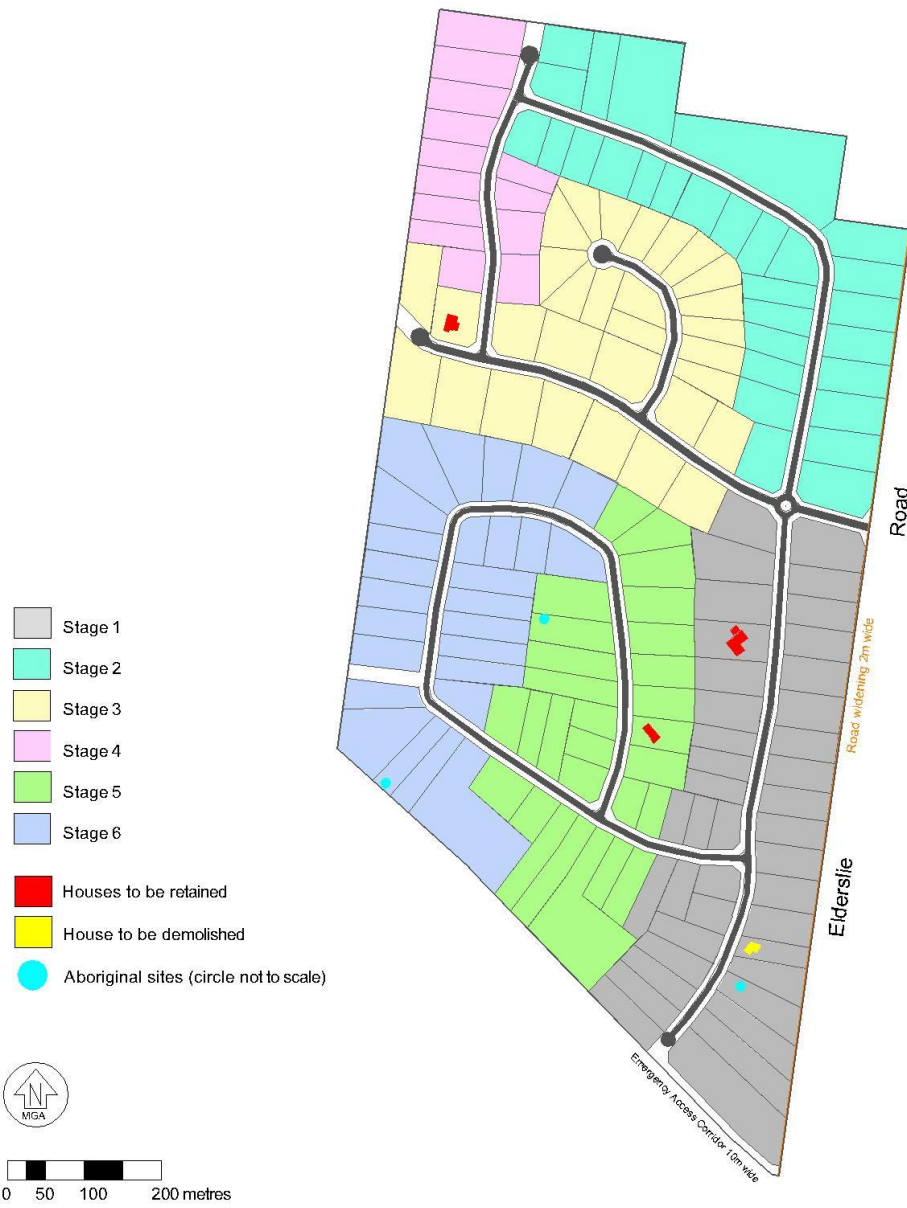 Road
Road widening 2m wide
Elderslie
Emergency Access Corridor 10m wide
Stage 1
Stage 2
Stage 3
Stage 4
Stage 5
Stage 6
Houses to be retained
House to be demolished
Aboriginal sites (circle not to scale)
N
MGA
0 50 100 200 metres